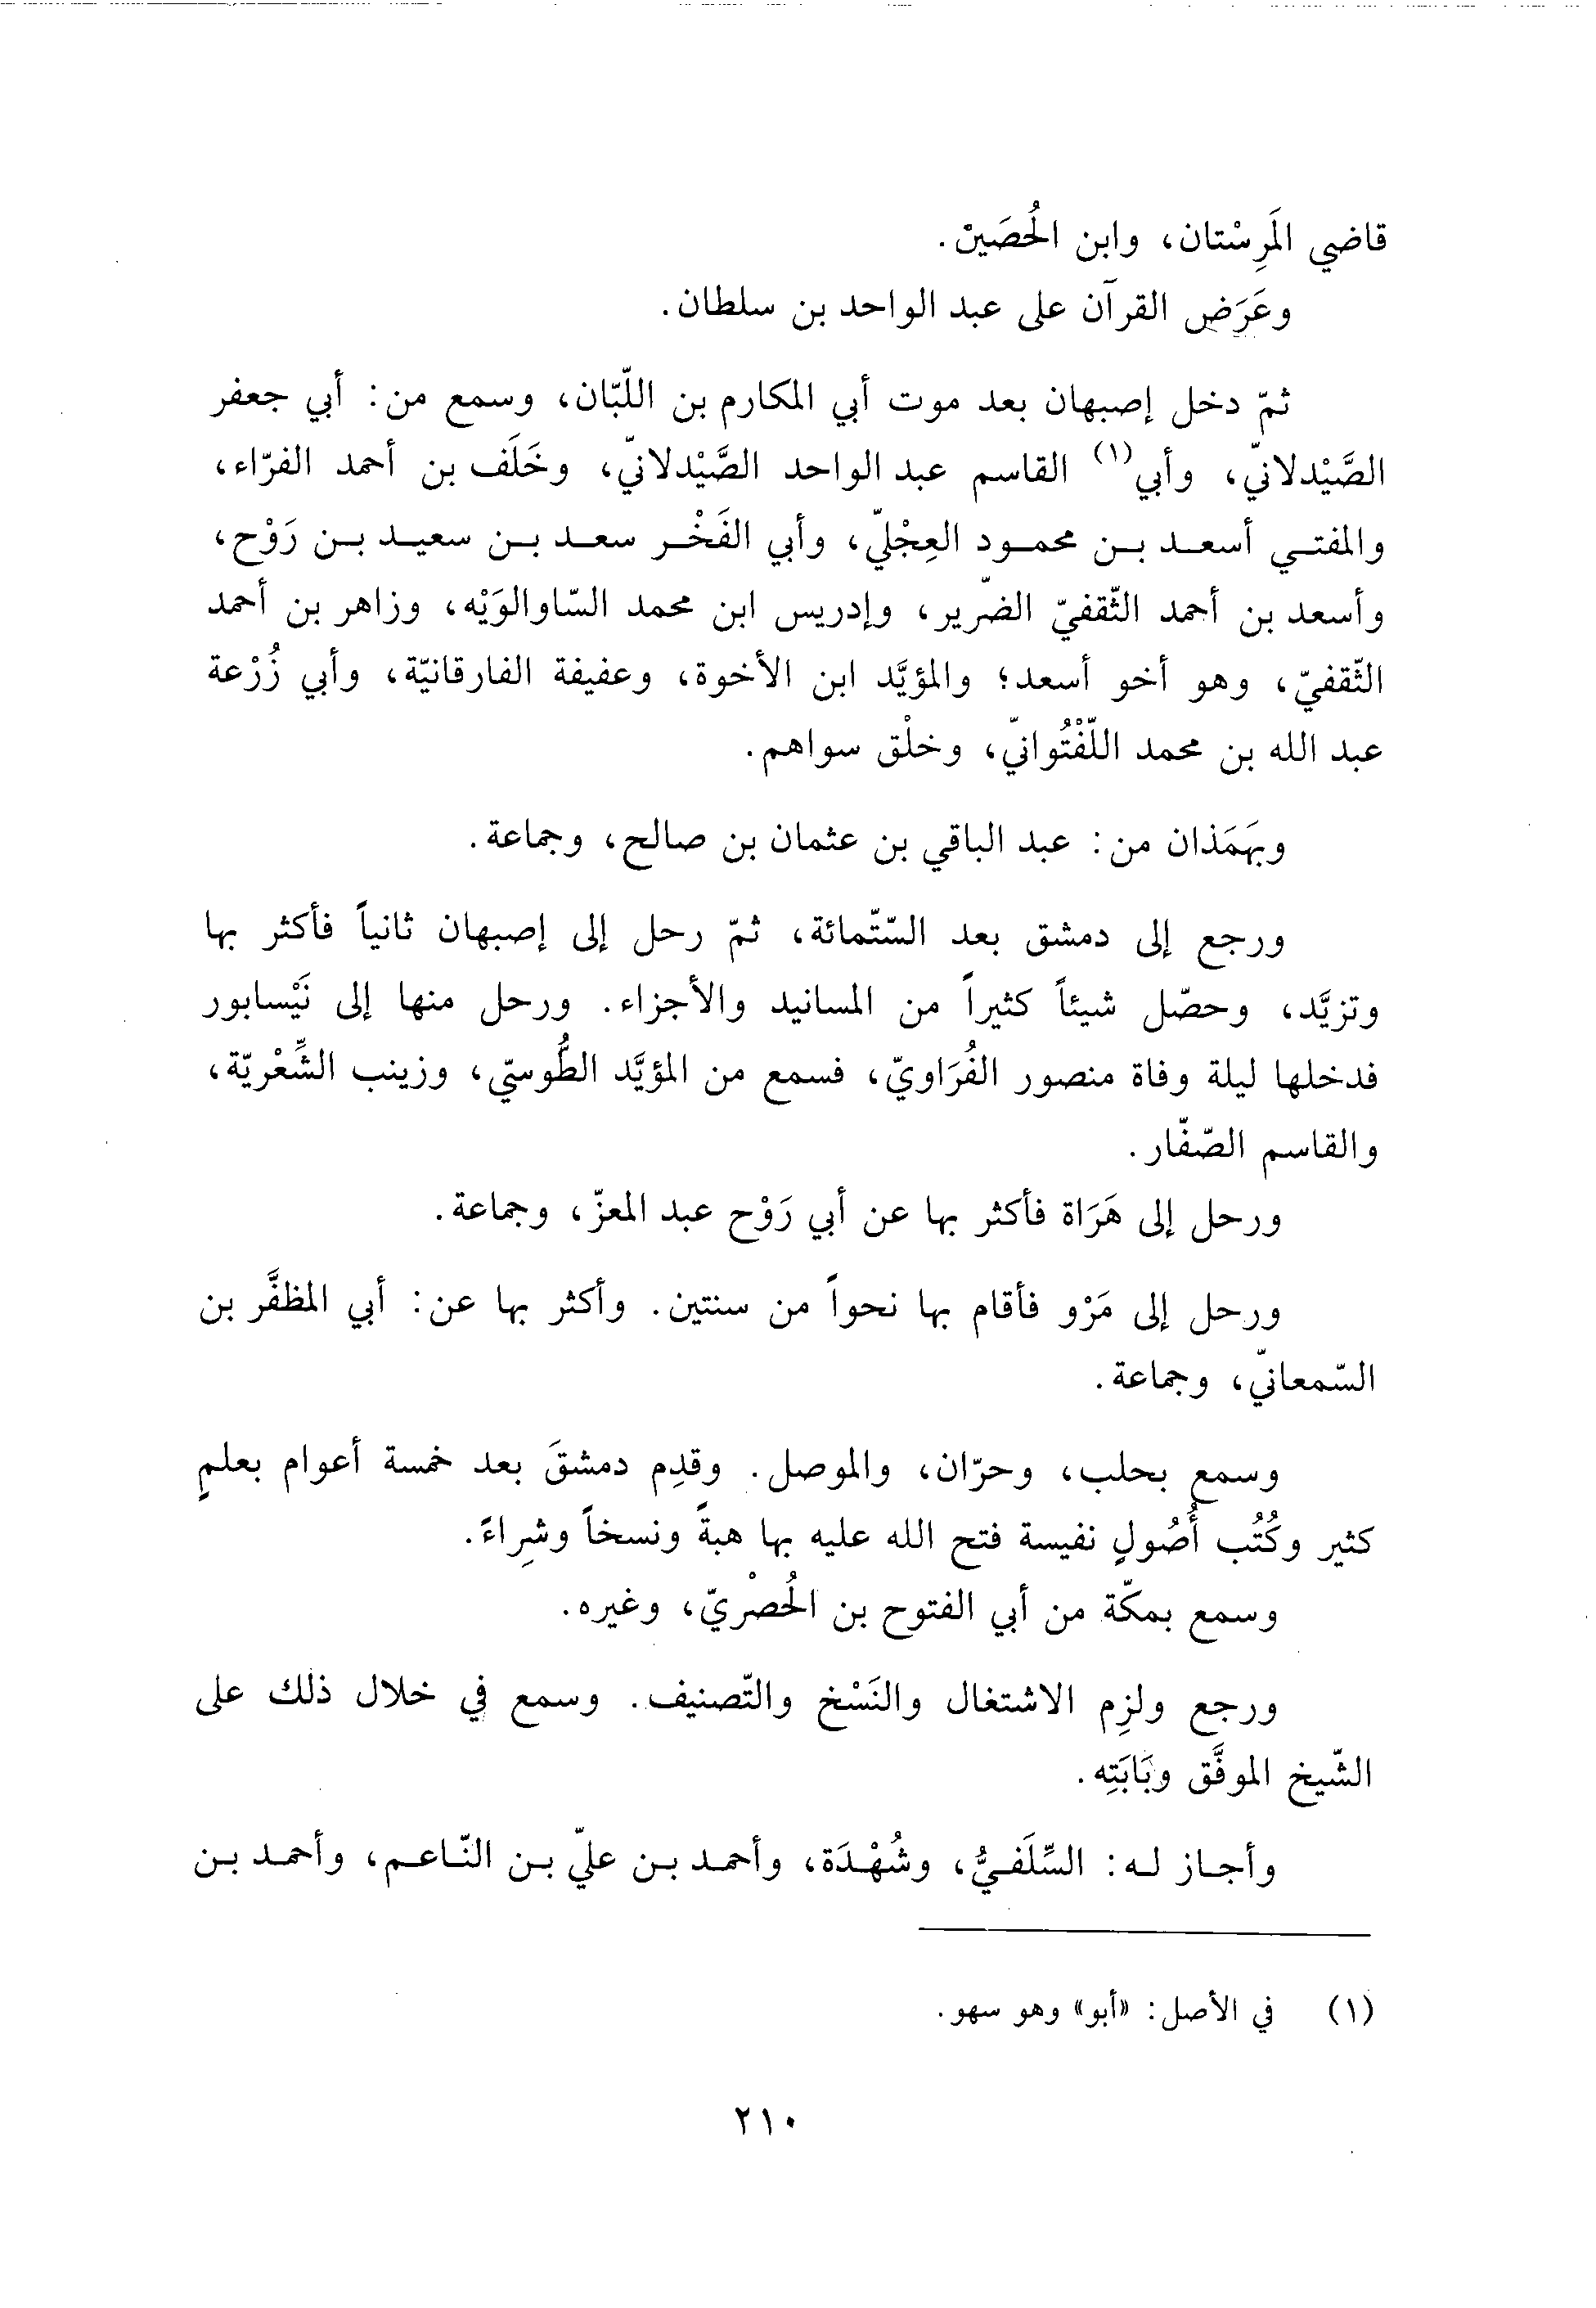 قاضي المَرِسْتان، وابن الحُصَينْ.
وعَرَض القرآن على عبد الواحد بن سلطان.
ثمّ دخل إصبهان بعد موت أبي المكارم بن اللّبّان، وسمع من: أبي جعفر
الصَّيْدلانيّ، وأبي(١) القاسم عبد الواحد الصَّيْدلانيّ، وخَلَف بن أحمد الفرّاء،
والمفتي أسعد بن محمود العِجْليّ، وأبي الفَخْر سعد بن سعيد بن رَوْح،
وأسعد بن أحمد الثّقفيّ الضّرير، وإدريس ابن محمد السّاوالوَيْه، وزاهر بن أحمد
الثّقفيّ، وهو أخو أسعد؛ والمؤيَّد ابن الأخوة، وعفيفة الفارقانيّة، وأبي زُرْعة
عبد الله بن محمد اللّفْتُوانيّ، وخلْق سواهم.
وبهَمَذان من: عبد الباقي بن عثمان بن صالح، وجماعة.
ورجع إلى دمشق بعد السّتّمائة، ثمّ رحل إلى إصبهان ثانياً فأكثر بها
وتزيَّد، وحصّل شيئاً كثيراً من المسانيد والأجزاء. ورحل منها إلى نَيْسابور
فدخلها ليلة وفاة منصور الفُرَاويّ، فسمع من المؤيَّد الطُّوسيّ، وزينب الشِّعْريّة،
والقاسم الصّفّار.
ورحل إلى هَرَاة فأكثر بها عن أبي رَوْح عبد المعزّ، وجماعة.
ورحل إلى مَرْو فأقام بها نحواً من سنتين. وأكثر بها عن: أبي المظفَّر بن
السّمعانيّ، وجماعة.
وسمع بحلب، وحرّان، والموصل. وقدِم دمشقَ بعد خمسة أعوام بعلمٍ
كثير وكُتُب أُصُولٍ نفيسة فتح الله عليه بها هبةً ونسخاً وشِراءً.
وسمع بمكّة من أبي الفتوح بن الحُصْريّ، وغيره.
ورجع ولزِم الاشتغال والنَسْخ والتّصنيف. وسمع في خلال ذلك على
الشّيخ الموفَّق وبَابَتِه.
وأجاز له: السِّلَفيُّ، وشُهْدَة، وأحمد بن عليّ بن النّاعم، وأحمد بن
(١) في الأصل: «أبو» وهو سهو.
٢١٠